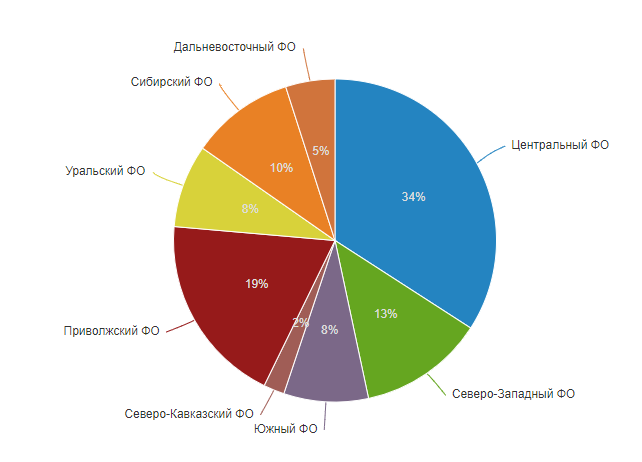 Дальневосточный ФО
Сибирский ФО
Центральный ФО
5%
10%
Уральский ФО
34%
8%
19%
13%
2%
8%
Приволжский ФО
Северо-Западный ФО
Северо-Кавказский ФО
Южный ФО